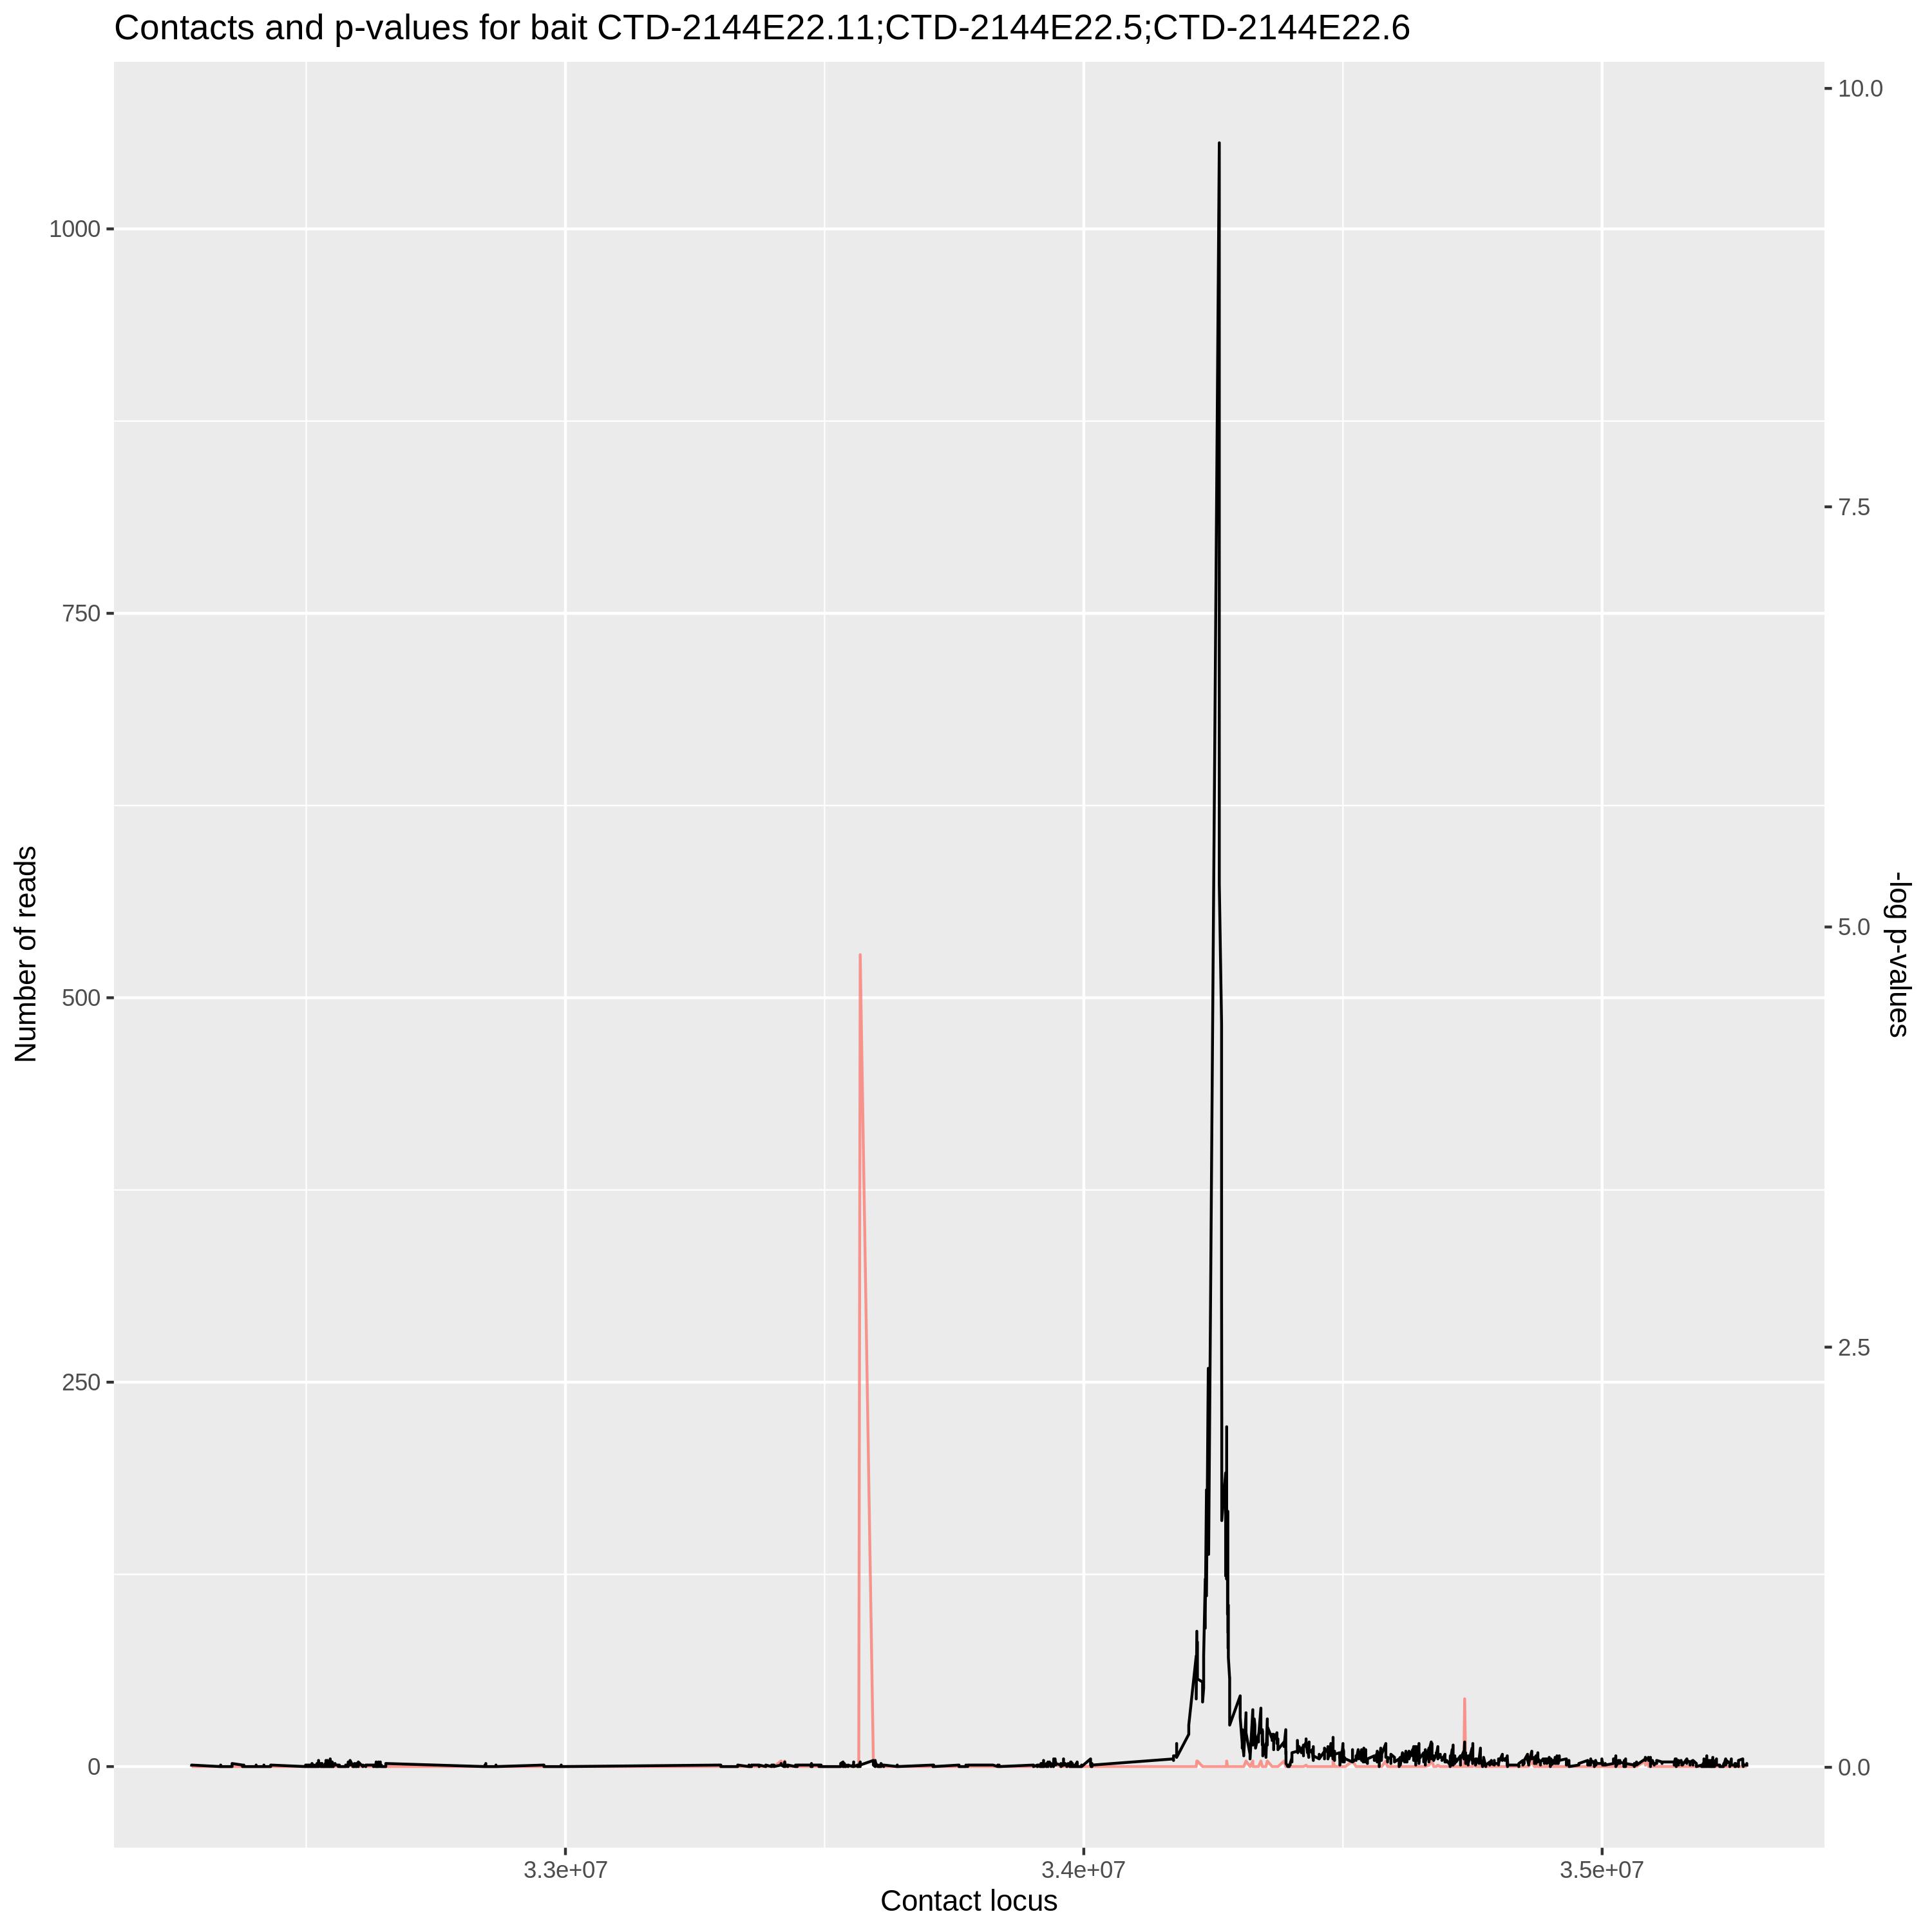 Contacts and p-values for bait CTD-2144E22.11;CTD-2144E22.5;CTD-2144E22.6
10.0
1000
7.5
750
5.0
Number of reads
-log p-values
500
2.5
250
0
0.0
3.3e+07
3.4e+07
3.5e+07
Contact locus